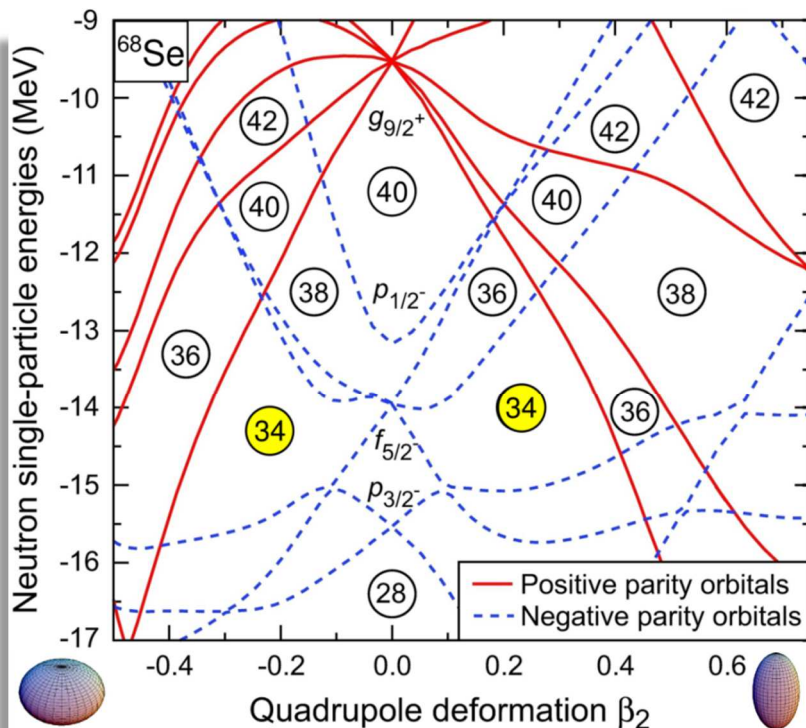 ⁶⁸Se
Neutron single-particle energies (MeV)
-9
-10
-11
-12
-13
-14
-15
-16
-17
42
42
42
g9/2+
40
40
40
38
p1/2-
36
38
36
34
34
36
f5/2-
p3/2-
28
Positive parity orbitals
Negative parity orbitals
-0.4 -0.2 0.0 0.2 0.4 0.6
Quadrupole deformation β₂